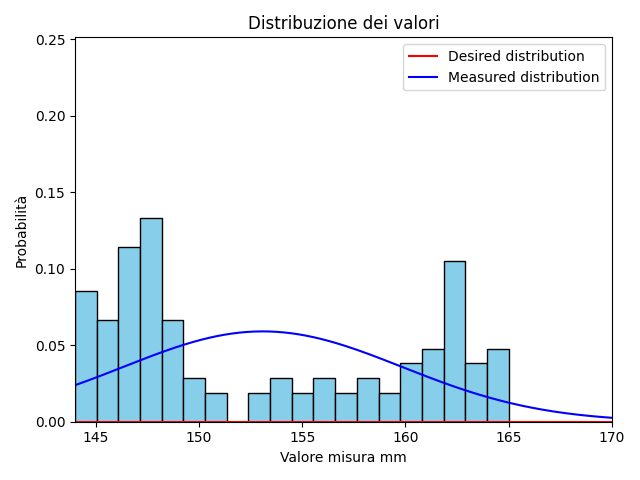 Distribuzione dei valori
Desired distribution
Measured distribution
0.25
0.20
0.15
0.10
0.05
0.00
Probabilità
145 150 155 160 165 170
Valore misura mm